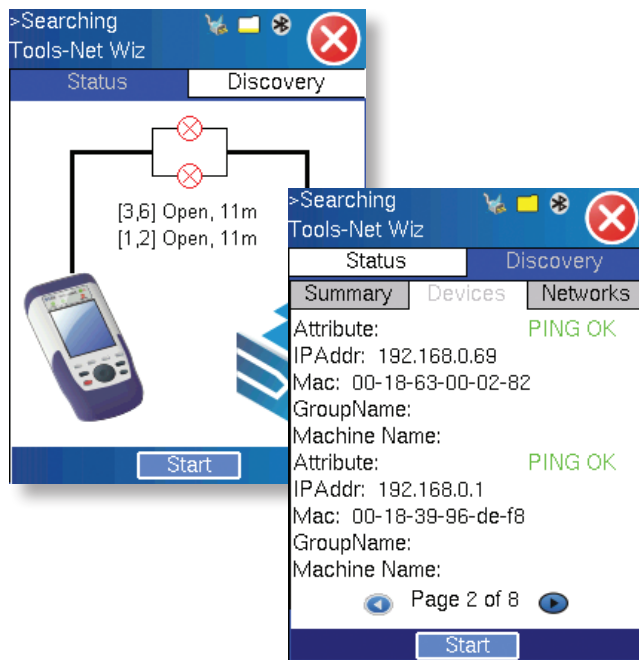 >Searching
Tools-Net Wiz
Status Discovery
[3,6] Open, 11m
[1,2] Open, 11m
Start
>Searching
Tools-Net Wiz
Status Discovery
Summary Devices Networks
Attribute: PING OK
IPAddr: 192.168.0.69
Mac: 00-18-63-00-02-82
GroupName:
Machine Name:
Attribute: PING OK
IPAddr: 192.168.0.1
Mac: 00-18-39-96-de-f8
GroupName:
Machine Name:
Page 2 of 8
Start